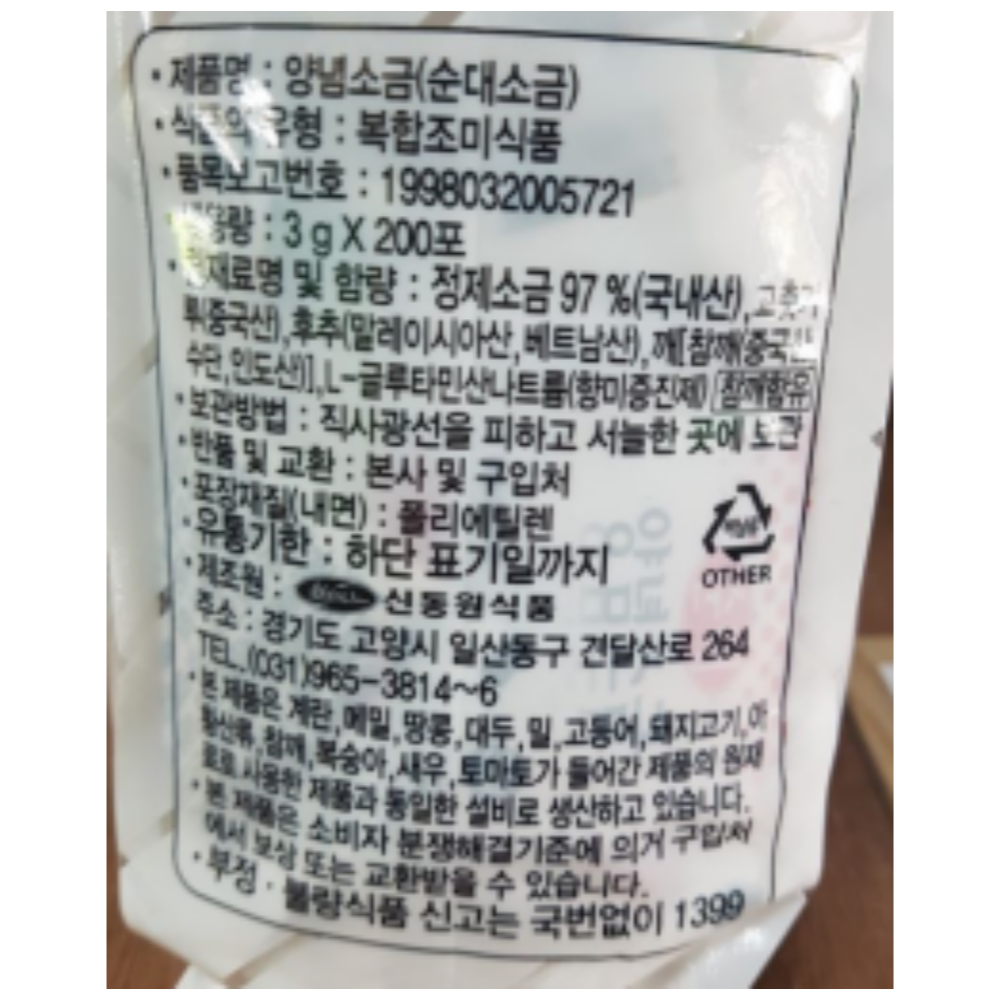 · 제품명 : 양념소금(순대소금)
· 식품의 유형 : 복합조미식품
· 품목보고번호 : 1998032005721
용량 : 3 g X 200포
재료명 및 함량 : 정제소금 97 %(국내산), 고춧가
루(중국산), 후추(말레이시아산, 베트남산), 깨[참깨(중국산,
수단, 인도산)], L-글루타민산나트륨(향미증진제) 참깨함유
· 보관방법 : 직사광선을 피하고 서늘한 곳에 보관
· 반품 및 교환 : 본사 및 구입처
· 포장재질(내면) : 폴리에틸렌
· 유통기한 : 하단 표기일까지
OTHER
· 제조원 : 신동원식품
주소 : 경기도 고양시 일산동구 견달산로 264
TEL. (031)965-3814~6
· 본 제품은 계란, 메밀, 땅콩, 대두, 밀, 고등어, 돼지고기, 아
황산류, 참깨, 복숭아, 새우, 토마토가 들어간 제품의 원재
료로 사용한 제품과 동일한 설비로 생산하고 있습니다.
· 본 제품은 소비자 분쟁해결기준에 의거 구입처
에서 보상 또는 교환받을 수 있습니다.
· 부정 · 불량식품 신고는 국번없이 1399